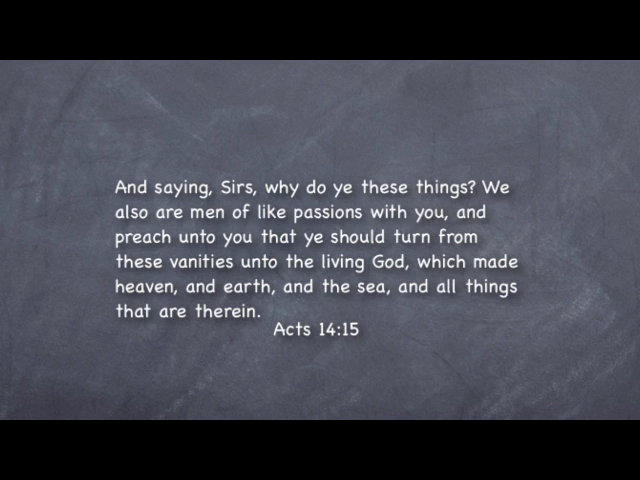 And saying, Sirs, why do ye these things? We
also are men of like passions with you, and
preach unto you that ye should turn from
these vanities unto the living God, which made
heaven, and earth, and the sea, and all things
that are therein.
Acts 14:15